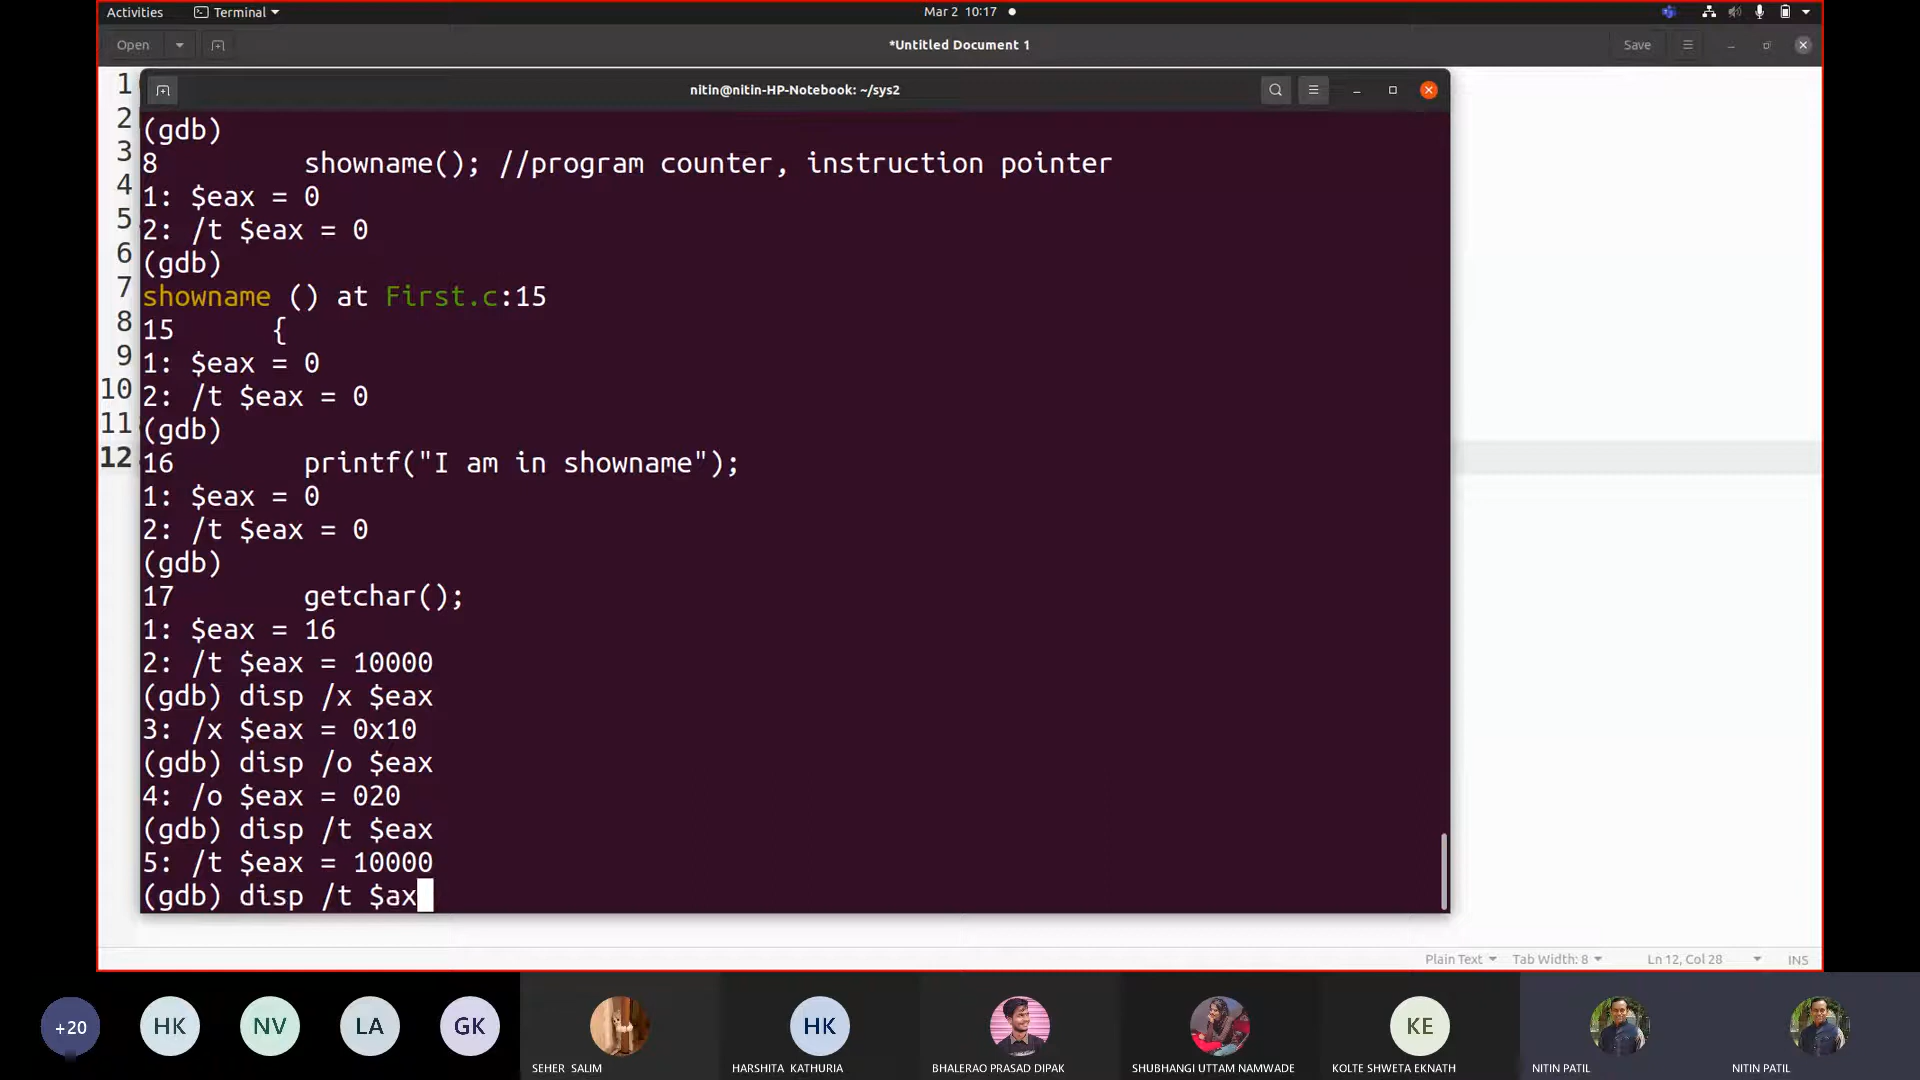 Activities
Terminal
Mar 2 10:17
Open
*Untitled Document 1
Save
1
2
3
4
5
6
7
8
9
10
11
12
nitin@nitin-HP-Notebook: ~/sys2
(gdb)
8 showname(); //program counter, instruction pointer
1: $eax = 0
2: /t $eax = 0
(gdb)
showname () at First.c:15
15 {
1: $eax = 0
2: /t $eax = 0
(gdb)
16 printf("I am in showname");
1: $eax = 0
2: /t $eax = 0
(gdb)
17 getchar();
1: $eax = 16
2: /t $eax = 10000
(gdb) disp /x $eax
3: /x $eax = 0x10
(gdb) disp /o $eax
4: /o $eax = 020
(gdb) disp /t $eax
5: /t $eax = 10000
(gdb) disp /t $ax
Plain Text
Tab Width: 8
Ln 12, Col 28
INS
+20
HK
NV
LA
GK
SEHER SALIM
HK
HARSHITA KATHURIA
BHALERAO PRASAD DIPAK
SHUBHANGI UTTAM NAMWADE
KE
KOLTE SHWETA EKNATH
NITIN PATIL
NITIN PATIL